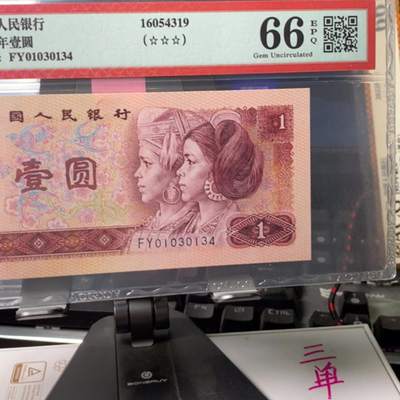 人民银行
年壹圆
: FY01030134
16054319
(☆☆☆)
66
EPQ
Gem Uncirculated
国人民银行
1
壹圆
1
FY01030134
三
单